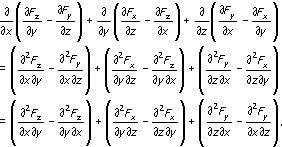 ∂/∂x (∂F_z/∂y − ∂F_y/∂z) + ∂/∂y (∂F_x/∂z − ∂F_z/∂x) + ∂/∂z (∂F_y/∂x − ∂F_x/∂y)
= (∂²F_z/∂x∂y − ∂²F_y/∂x∂z) + (∂²F_x/∂y∂z − ∂²F_z/∂y∂x) + (∂²F_y/∂z∂x − ∂²F_x/∂z∂y)
= (∂²F_z/∂x∂y − ∂²F_z/∂y∂x) + (∂²F_x/∂y∂z − ∂²F_x/∂z∂y) + (∂²F_y/∂z∂x − ∂²F_y/∂x∂z).